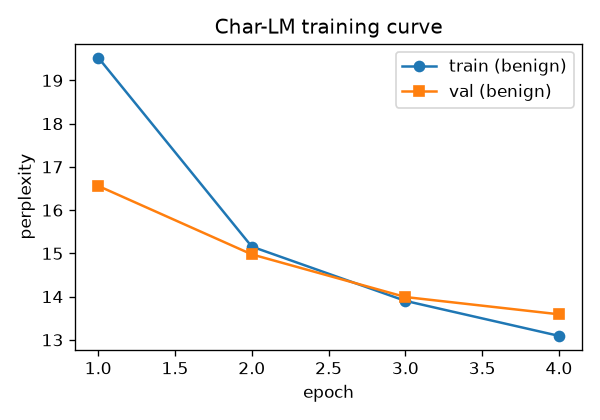 Char-LM training curve
train (benign)
val (benign)
perplexity
19
18
17
16
15
14
13
1.0 1.5 2.0 2.5 3.0 3.5 4.0
epoch